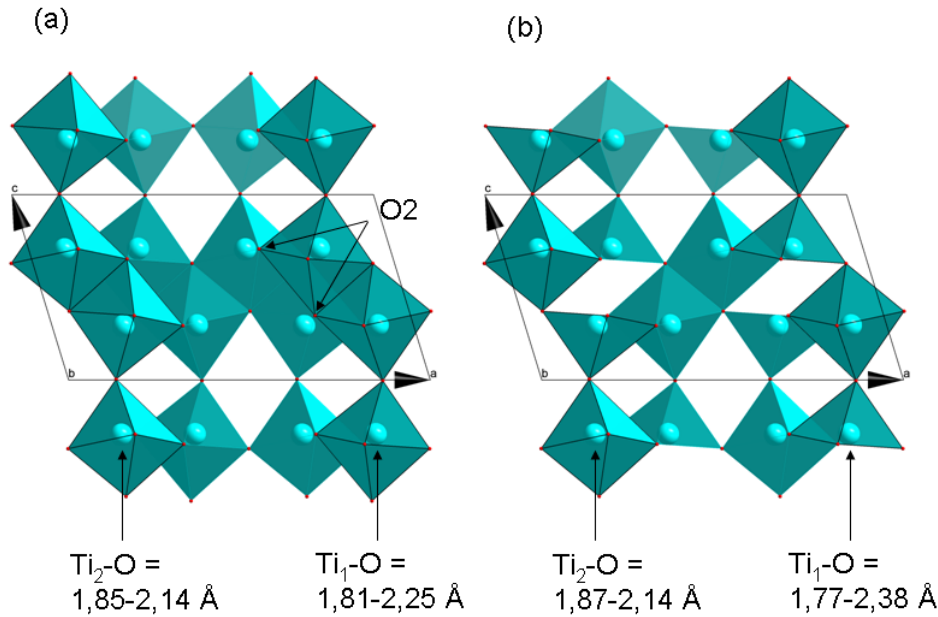 (a)
(b)
c
c
O2
b
a
b
a
Ti₂-O =
1,85-2,14 Å
Ti₁-O =
1,81-2,25 Å
Ti₂-O =
1,87-2,14 Å
Ti₁-O =
1,77-2,38 Å